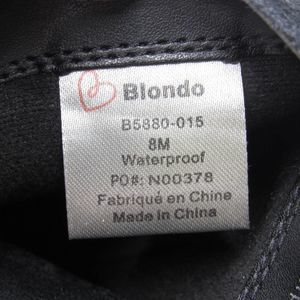 Blondo
B5880-015
8M
Waterproof
PO#: N00378
Fabriqué en Chine
Made In China